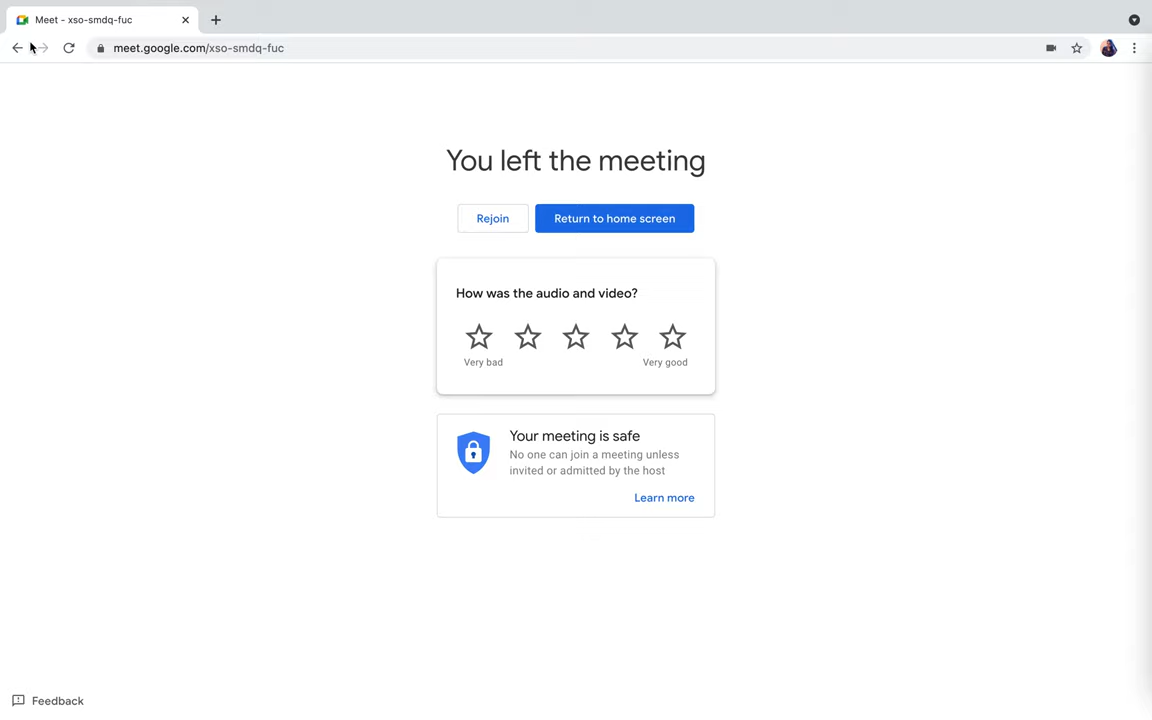 Meet - xso-smdq-fuc
meet.google.com/xso-smdq-fuc
You left the meeting
Rejoin
Return to home screen
How was the audio and video?
Very bad
Very good
Your meeting is safe
No one can join a meeting unless
invited or admitted by the host
Learn more
Feedback